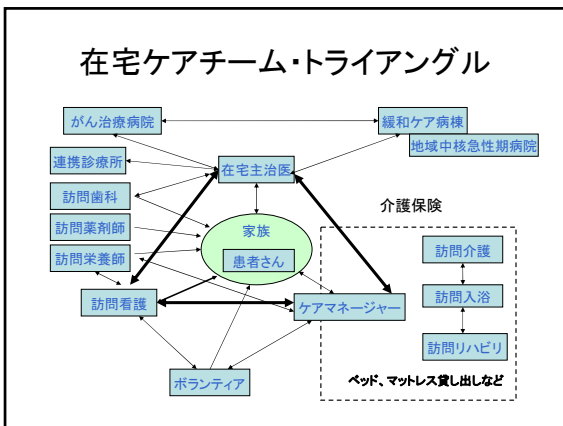 在宅ケアチーム・トライアングル
がん治療病院
緩和ケア病棟
地域中核急性期病院
連携診療所
在宅主治医
訪問歯科
介護保険
訪問薬剤師
家族
訪問介護
訪問栄養師
患者さん
訪問入浴
訪問看護
ケアマネージャー
訪問リハビリ
ボランティア
ベッド、マットレス貸し出しなど